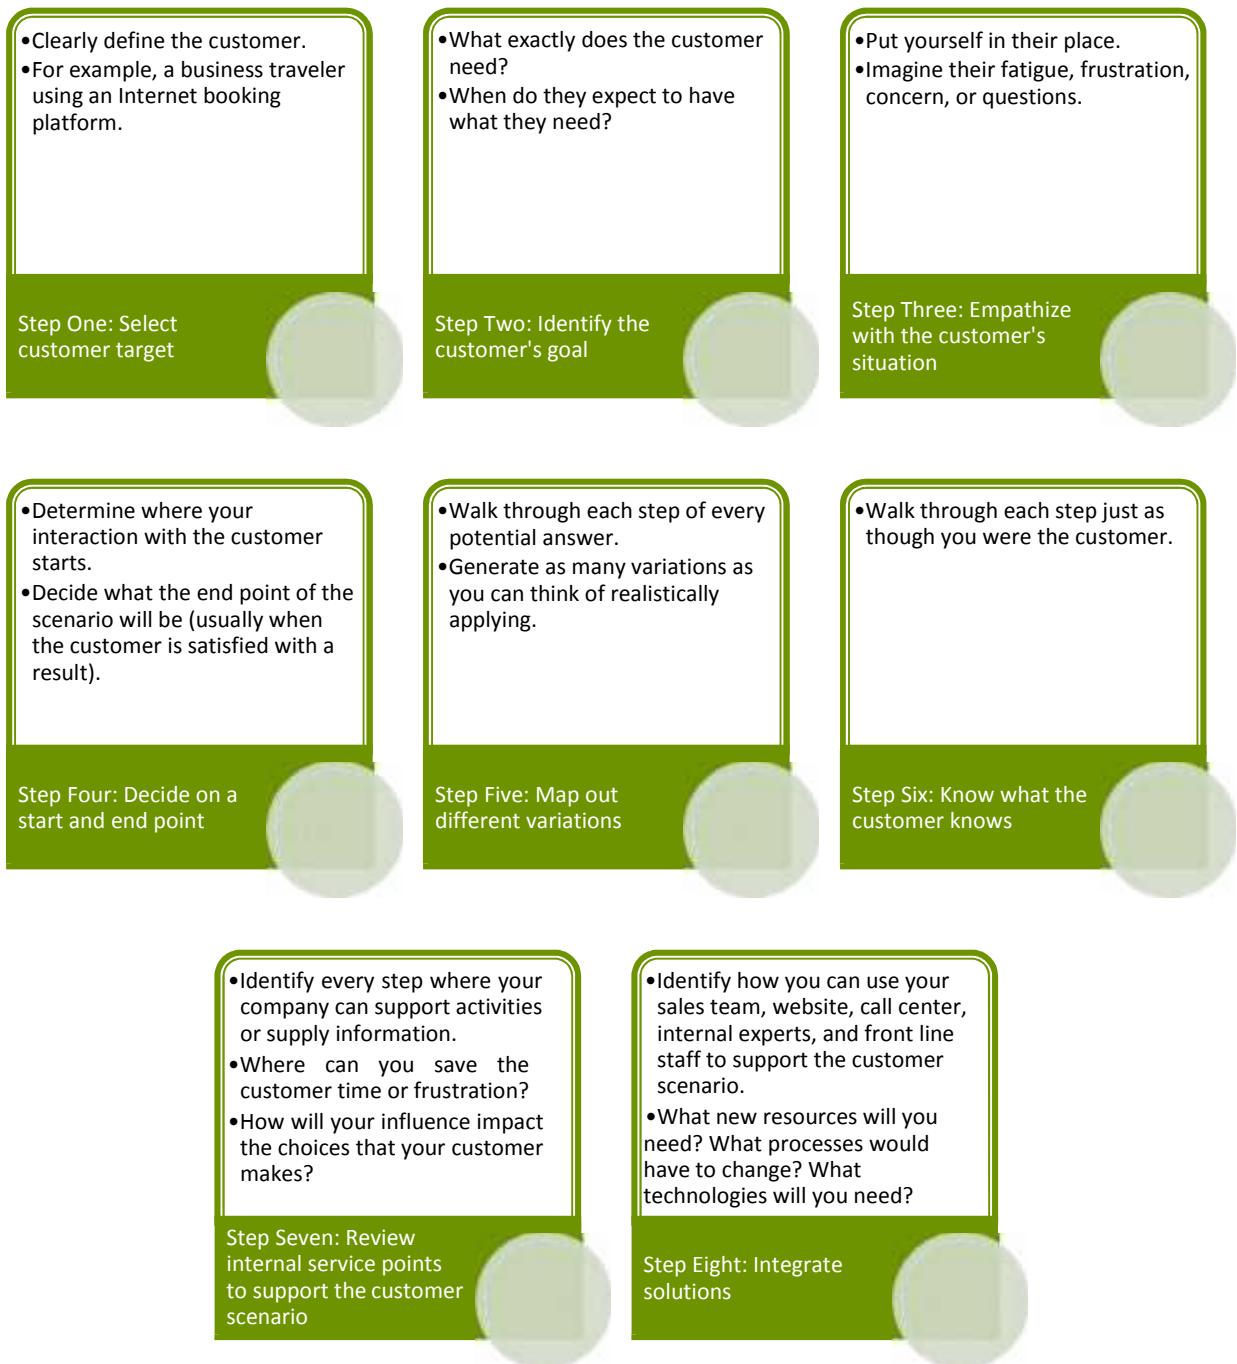 •Clearly define the customer.
•For example, a business traveler
using an Internet booking
platform.
Step One: Select
customer target
•What exactly does the customer
need?
•When do they expect to have
what they need?
Step Two: Identify the
customer's goal
•Put yourself in their place.
•Imagine their fatigue, frustration,
concern, or questions.
Step Three: Empathize
with the customer's
situation
•Determine where your
interaction with the customer
starts.
•Decide what the end point of the
scenario will be (usually when
the customer is satisfied with a
result).
Step Four: Decide on a
start and end point
•Walk through each step of every
potential answer.
•Generate as many variations as
you can think of realistically
applying.
Step Five: Map out
different variations
•Walk through each step just as
though you were the customer.
Step Six: Know what the
customer knows
•Identify every step where your
company can support activities
or supply information.
•Where can you save the
customer time or frustration?
•How will your influence impact
the choices that your customer
makes?
Step Seven: Review
internal service points
to support the customer
scenario
•Identify how you can use your
sales team, website, call center,
internal experts, and front line
staff to support the customer
scenario.
•What new resources will you
need? What processes would
have to change? What
technologies will you need?
Step Eight: Integrate
solutions